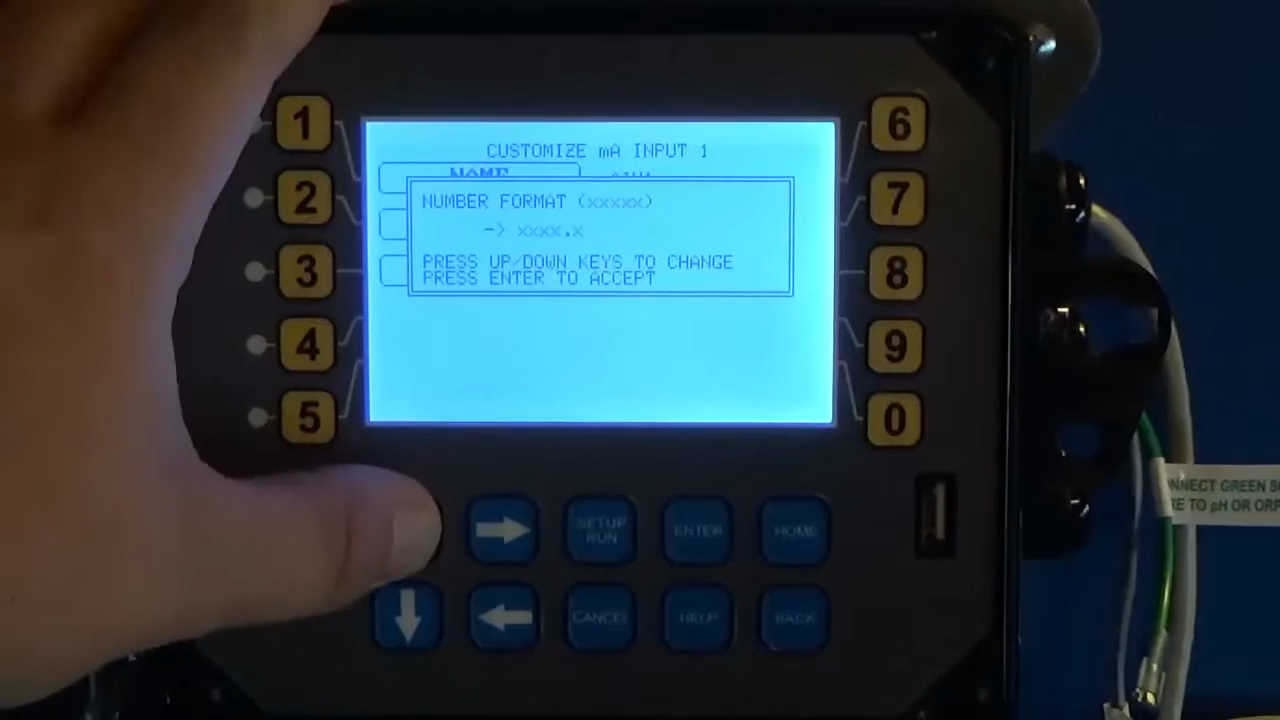 CUSTOMIZE mA INPUT 1
NAME
NUMBER FORMAT (xxxxx)
-> xxxx.x
PRESS UP/DOWN KEYS TO CHANGE
PRESS ENTER TO ACCEPT
1
2
3
4
5
6
7
8
9
0
SETUP
RUN
ENTER
HOME
CANCEL
HELP
BACK
NNECT GREEN
TO pH OR